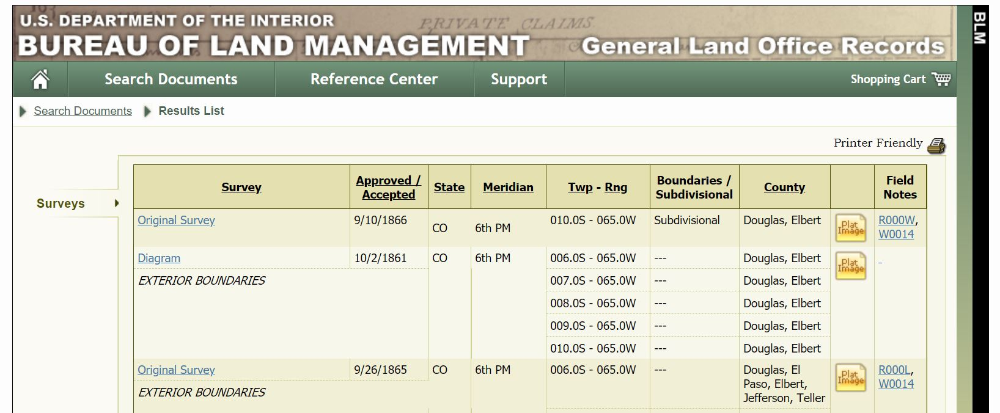 U.S. DEPARTMENT OF THE INTERIOR
BUREAU OF LAND MANAGEMENT
PRIVATE CLAIMS
General Land Office Records
BLM
Search Documents
Reference Center
Support
Shopping Cart
Search Documents
Results List
Printer Friendly
Surveys
Survey
Approved / Accepted
State
Meridian
Twp - Rng
Boundaries / Subdivisional
County
Field Notes
Original Survey 9/10/1866 CO 6th PM 010.0S - 065.0W Subdivisional Douglas, Elbert Plat Image R000W, W0014
Diagram 10/2/1861 CO 6th PM 006.0S - 065.0W --- Douglas, Elbert Plat Image -
EXTERIOR BOUNDARIES 007.0S - 065.0W --- Douglas, Elbert
008.0S - 065.0W --- Douglas, Elbert
009.0S - 065.0W --- Douglas, Elbert
010.0S - 065.0W --- Douglas, Elbert
Original Survey 9/26/1865 CO 6th PM 006.0S - 065.0W --- Douglas, El Paso, Elbert, Jefferson, Teller Plat Image R000L, W0014
EXTERIOR BOUNDARIES